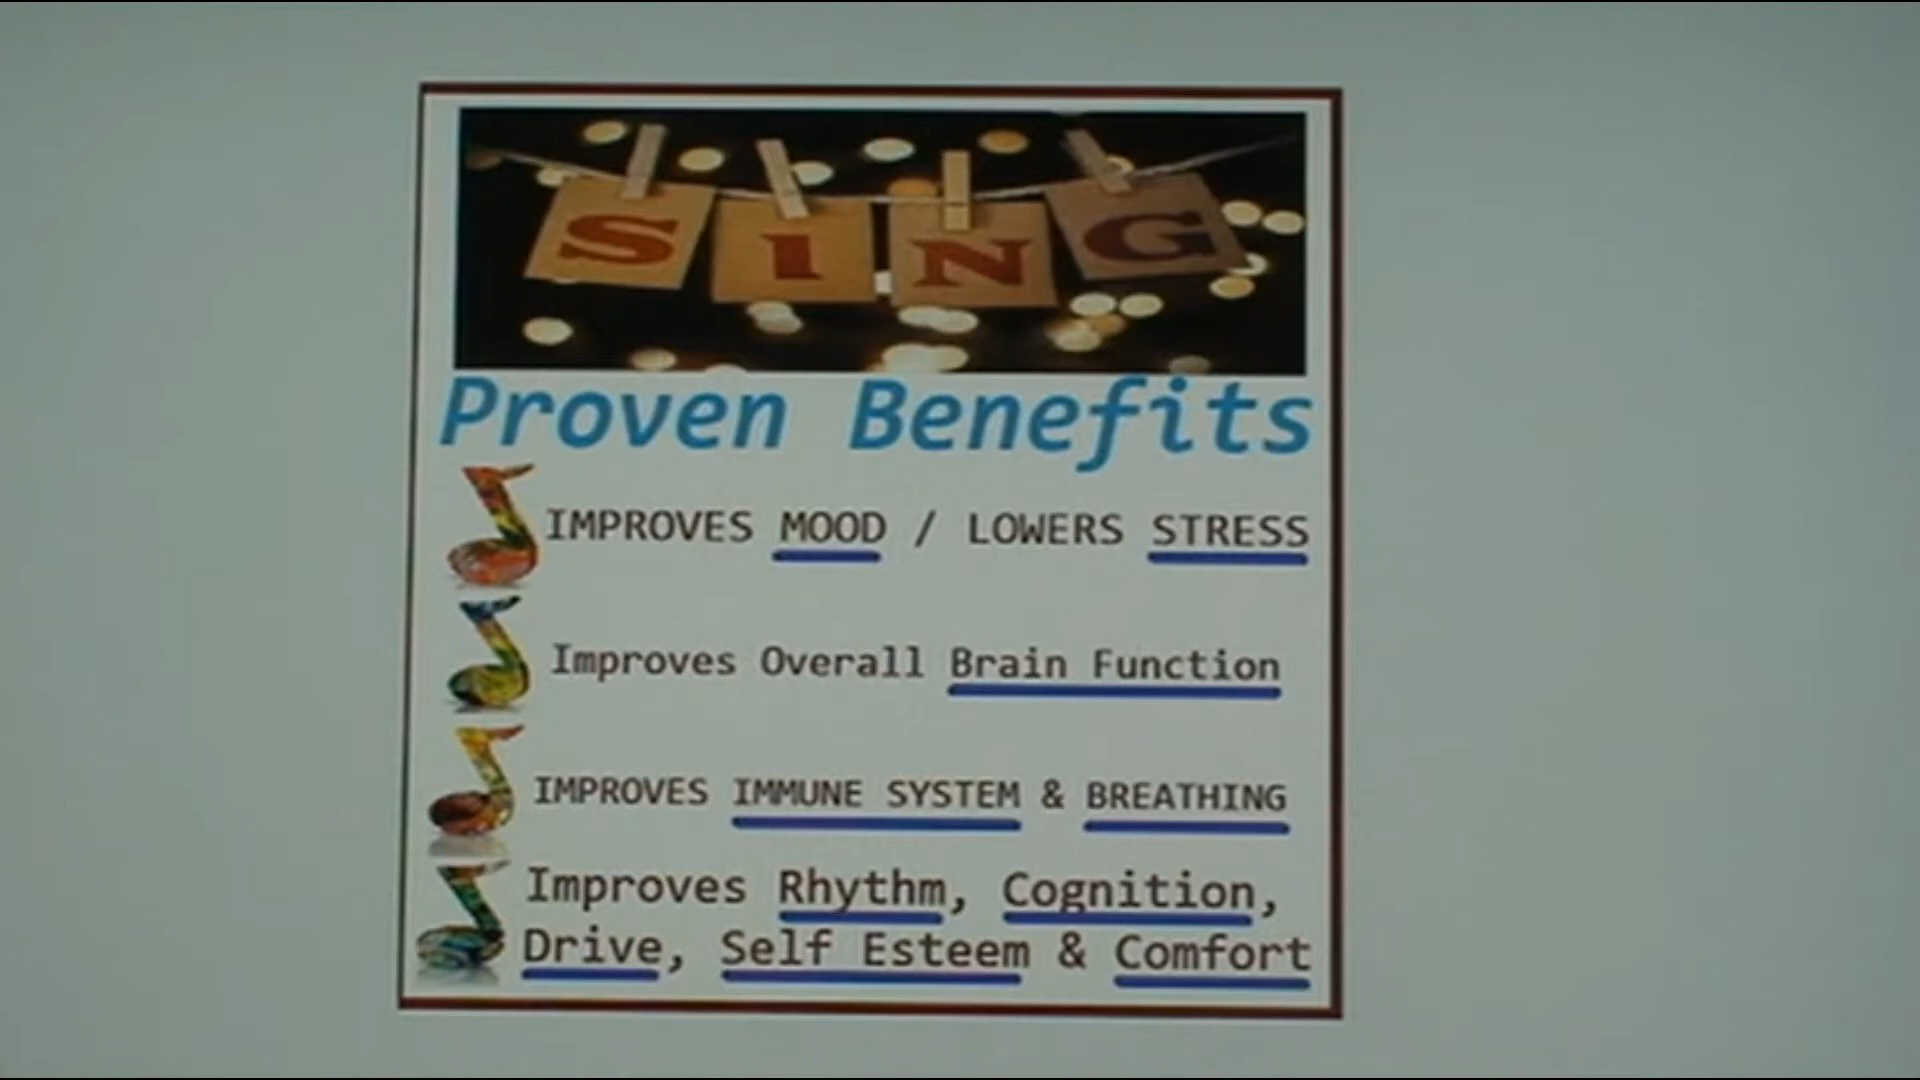 SING
Proven Benefits
IMPROVES MOOD / LOWERS STRESS
Improves Overall Brain Function
IMPROVES IMMUNE SYSTEM & BREATHING
Improves Rhythm, Cognition,
Drive, Self Esteem & Comfort